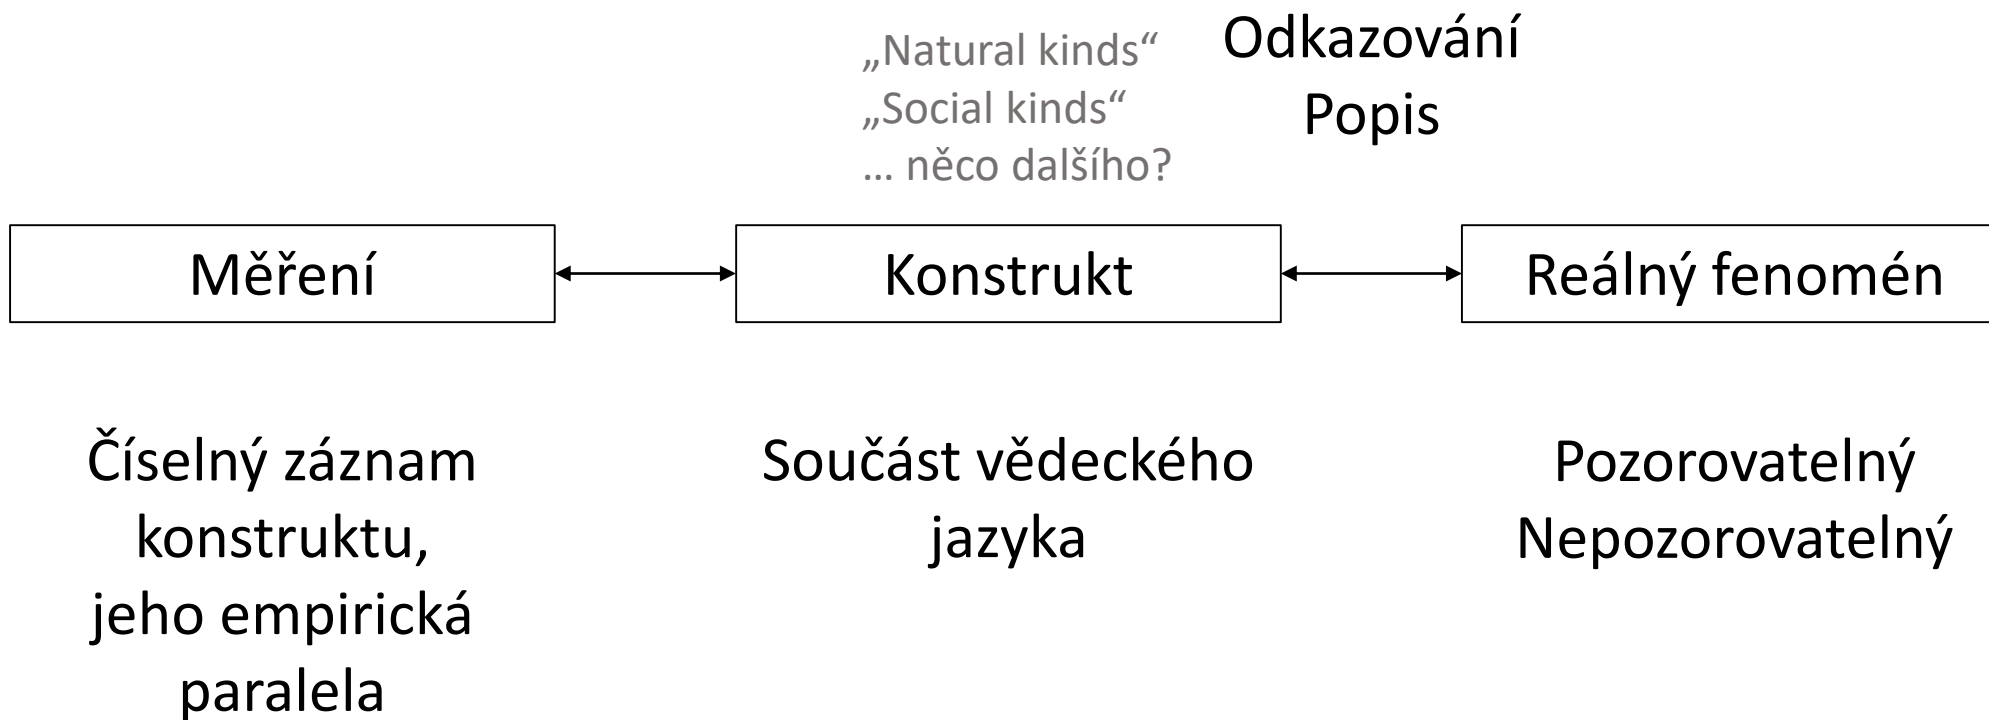 „Natural kinds“
„Social kinds“
… něco dalšího?
Odkazování
Popis
Měření
Konstrukt
Reálný fenomén
Číselný záznam
konstruktu,
jeho empirická
paralela
Součást vědeckého
jazyka
Pozorovatelný
Nepozorovatelný